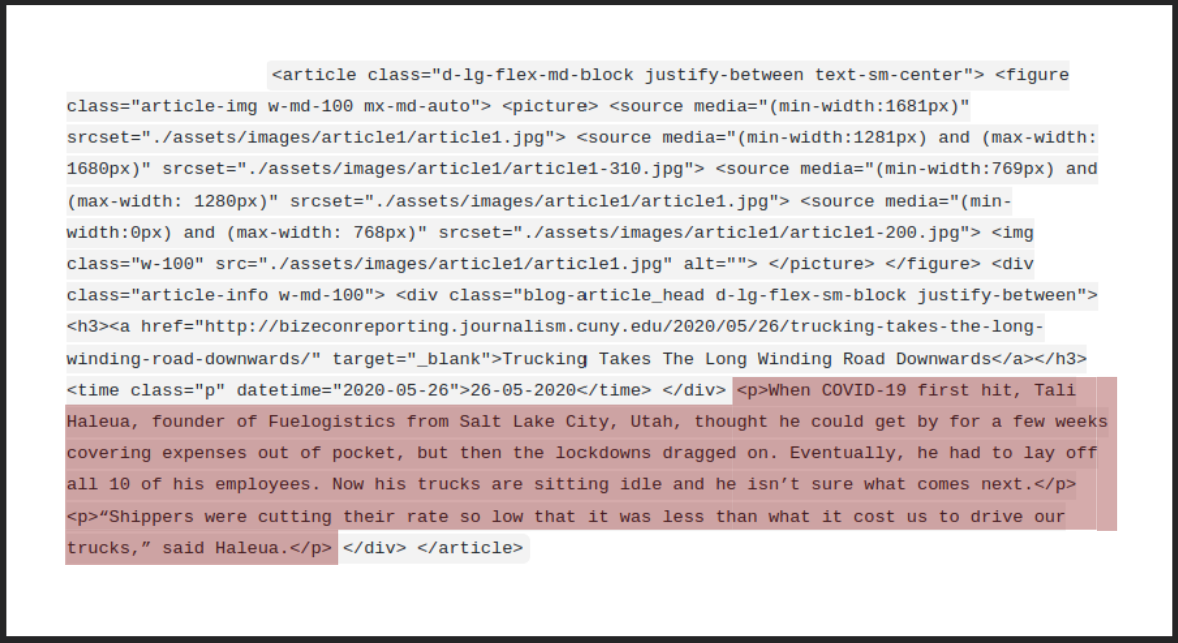 <article class="d-lg-flex-md-block justify-between text-sm-center"> <figure
class="article-img w-md-100 mx-md-auto"> <picture> <source media="(min-width:1681px)"
srcset="./assets/images/article1/article1.jpg"> <source media="(min-width:1281px) and (max-width:
1680px)" srcset="./assets/images/article1/article1-310.jpg"> <source media="(min-width:769px) and
(max-width: 1280px)" srcset="./assets/images/article1/article1.jpg"> <source media="(min-
width:0px) and (max-width: 768px)" srcset="./assets/images/article1/article1-200.jpg"> <img
class="w-100" src="./assets/images/article1/article1.jpg" alt=""> </picture> </figure> <div
class="article-info w-md-100"> <div class="blog-article_head d-lg-flex-sm-block justify-between">
<h3><a href="http://bizeconreporting.journalism.cuny.edu/2020/05/26/trucking-takes-the-long-
winding-road-downwards/" target="_blank">Trucking Takes The Long Winding Road Downwards</a></h3>
<time class="p" datetime="2020-05-26">26-05-2020</time> </div> <p>When COVID-19 first hit, Tali
Haleua, founder of Fuelogistics from Salt Lake City, Utah, thought he could get by for a few weeks
covering expenses out of pocket, but then the lockdowns dragged on. Eventually, he had to lay off
all 10 of his employees. Now his trucks are sitting idle and he isn’t sure what comes next.</p>
<p>“Shippers were cutting their rate so low that it was less than what it cost us to drive our
trucks,” said Haleua.</p> </div> </article>